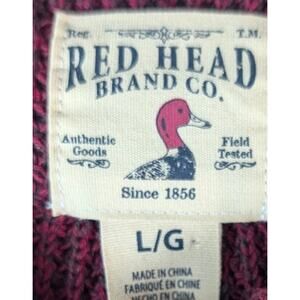 Reg. T.M.
RED HEAD
BRAND CO.
Authentic Field
Goods Tested
Since 1856
L/G
MADE IN CHINA
FABRIQUÉ EN CHINE
HECHO EN CHINA